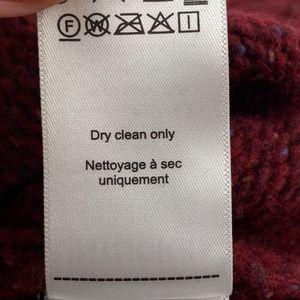 F W
Dry clean only
Nettoyage à sec
uniquement